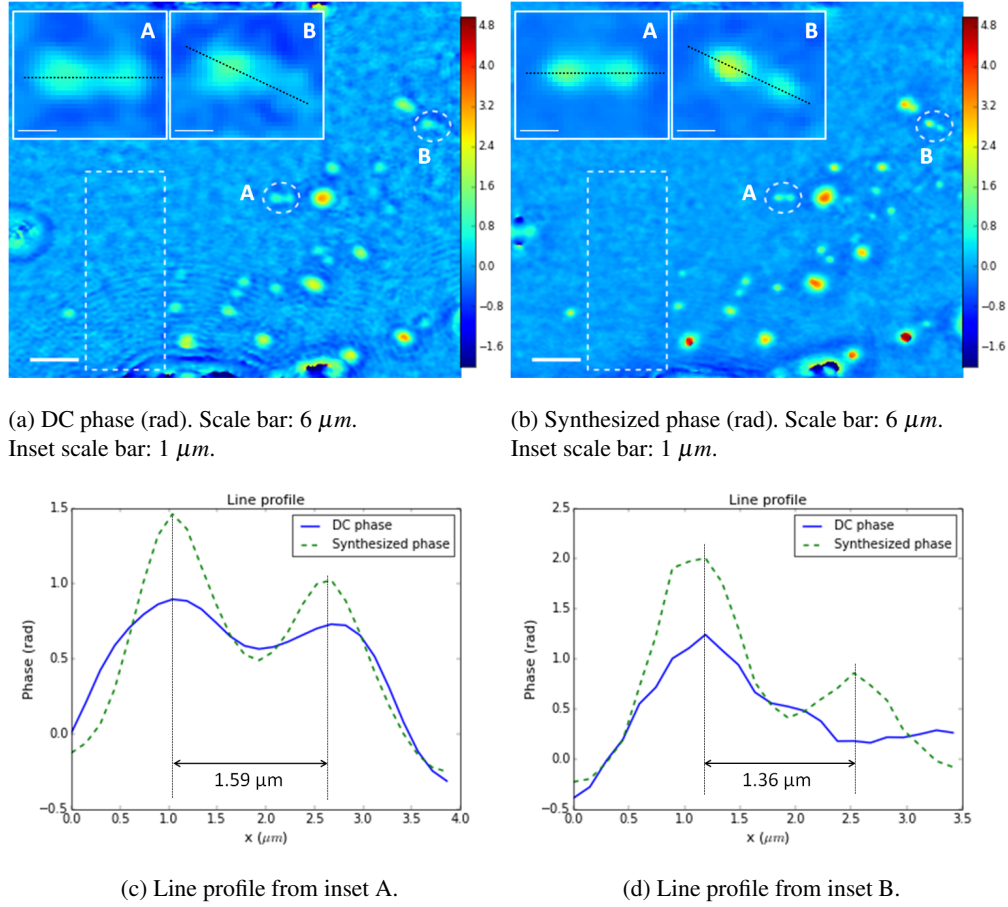 A
B
A
B
4.8
4.0
3.2
2.4
1.6
0.8
0.0
−0.8
−1.6
A
B
A
B
4.8
4.0
3.2
2.4
1.6
0.8
0.0
−0.8
−1.6
(a) DC phase (rad). Scale bar: 6 μm.
Inset scale bar: 1 μm.
(b) Synthesized phase (rad). Scale bar: 6 μm.
Inset scale bar: 1 μm.
Line profile
DC phase
Synthesized phase
1.5
1.0
0.5
0.0
−0.5
Phase (rad)
1.59 μm
0.0 0.5 1.0 1.5 2.0 2.5 3.0 3.5 4.0
x (μm)
(c) Line profile from inset A.
Line profile
DC phase
Synthesized phase
2.5
2.0
1.5
1.0
0.5
0.0
−0.5
Phase (rad)
1.36 μm
0.0 0.5 1.0 1.5 2.0 2.5 3.0 3.5
x (μm)
(d) Line profile from inset B.